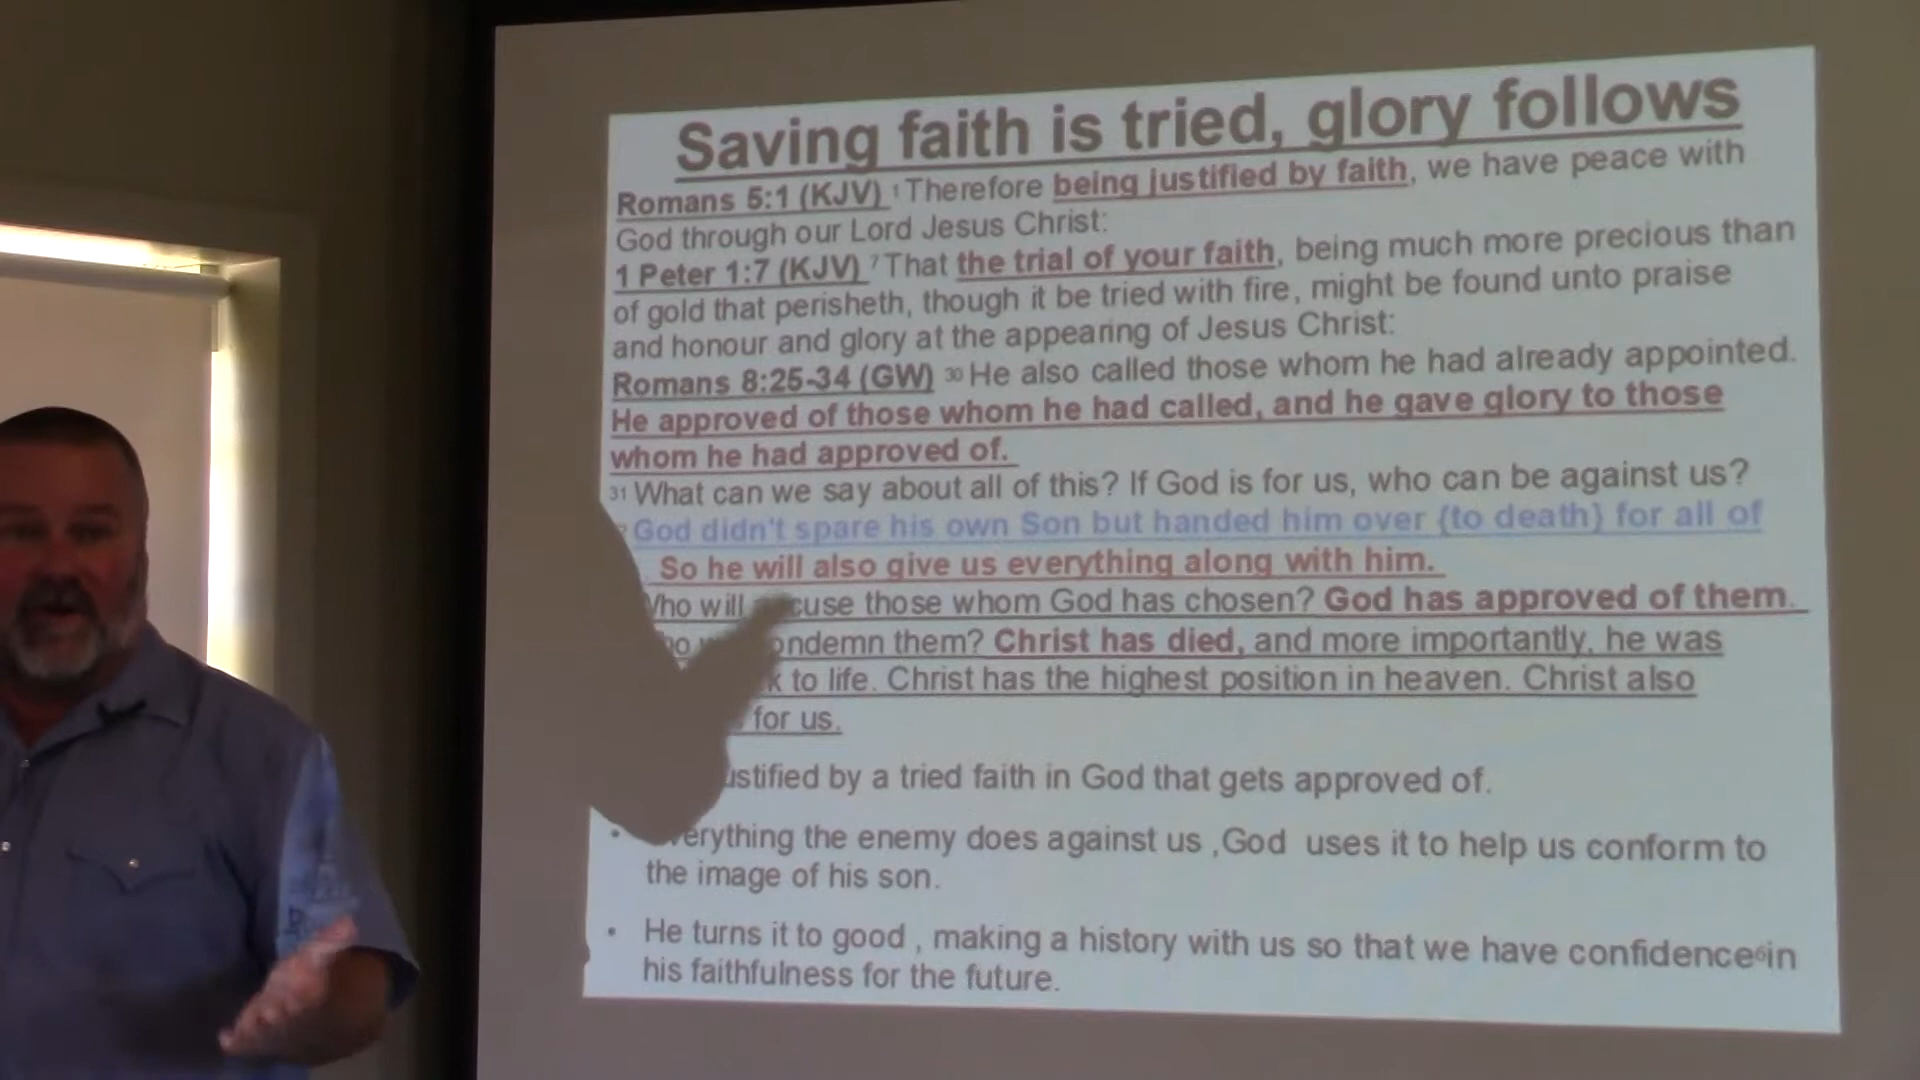 Saving faith is tried, glory follows
Romans 5:1 (KJV) 1 Therefore being justified by faith, we have peace with
God through our Lord Jesus Christ:
1 Peter 1:7 (KJV) 7 That the trial of your faith, being much more precious than
of gold that perisheth, though it be tried with fire, might be found unto praise
and honour and glory at the appearing of Jesus Christ:
Romans 8:25-34 (GW) 30 He also called those whom he had already appointed.
He approved of those whom he had called, and he gave glory to those
whom he had approved of.
31 What can we say about all of this? If God is for us, who can be against us?
God didn't spare his own Son but handed him over (to death) for all of
So he will also give us everything along with him.
will those whom God has chosen? God has approved of them.
them? Christ has died, and more importantly, he was
to life. Christ has the highest position in heaven. Christ also
for us.
by a tried faith in God that gets approved of.
• the enemy does against us ,God uses it to help us conform to
the image of his son.
• He turns it to good , making a history with us so that we have confidence in
6
his faithfulness for the future.